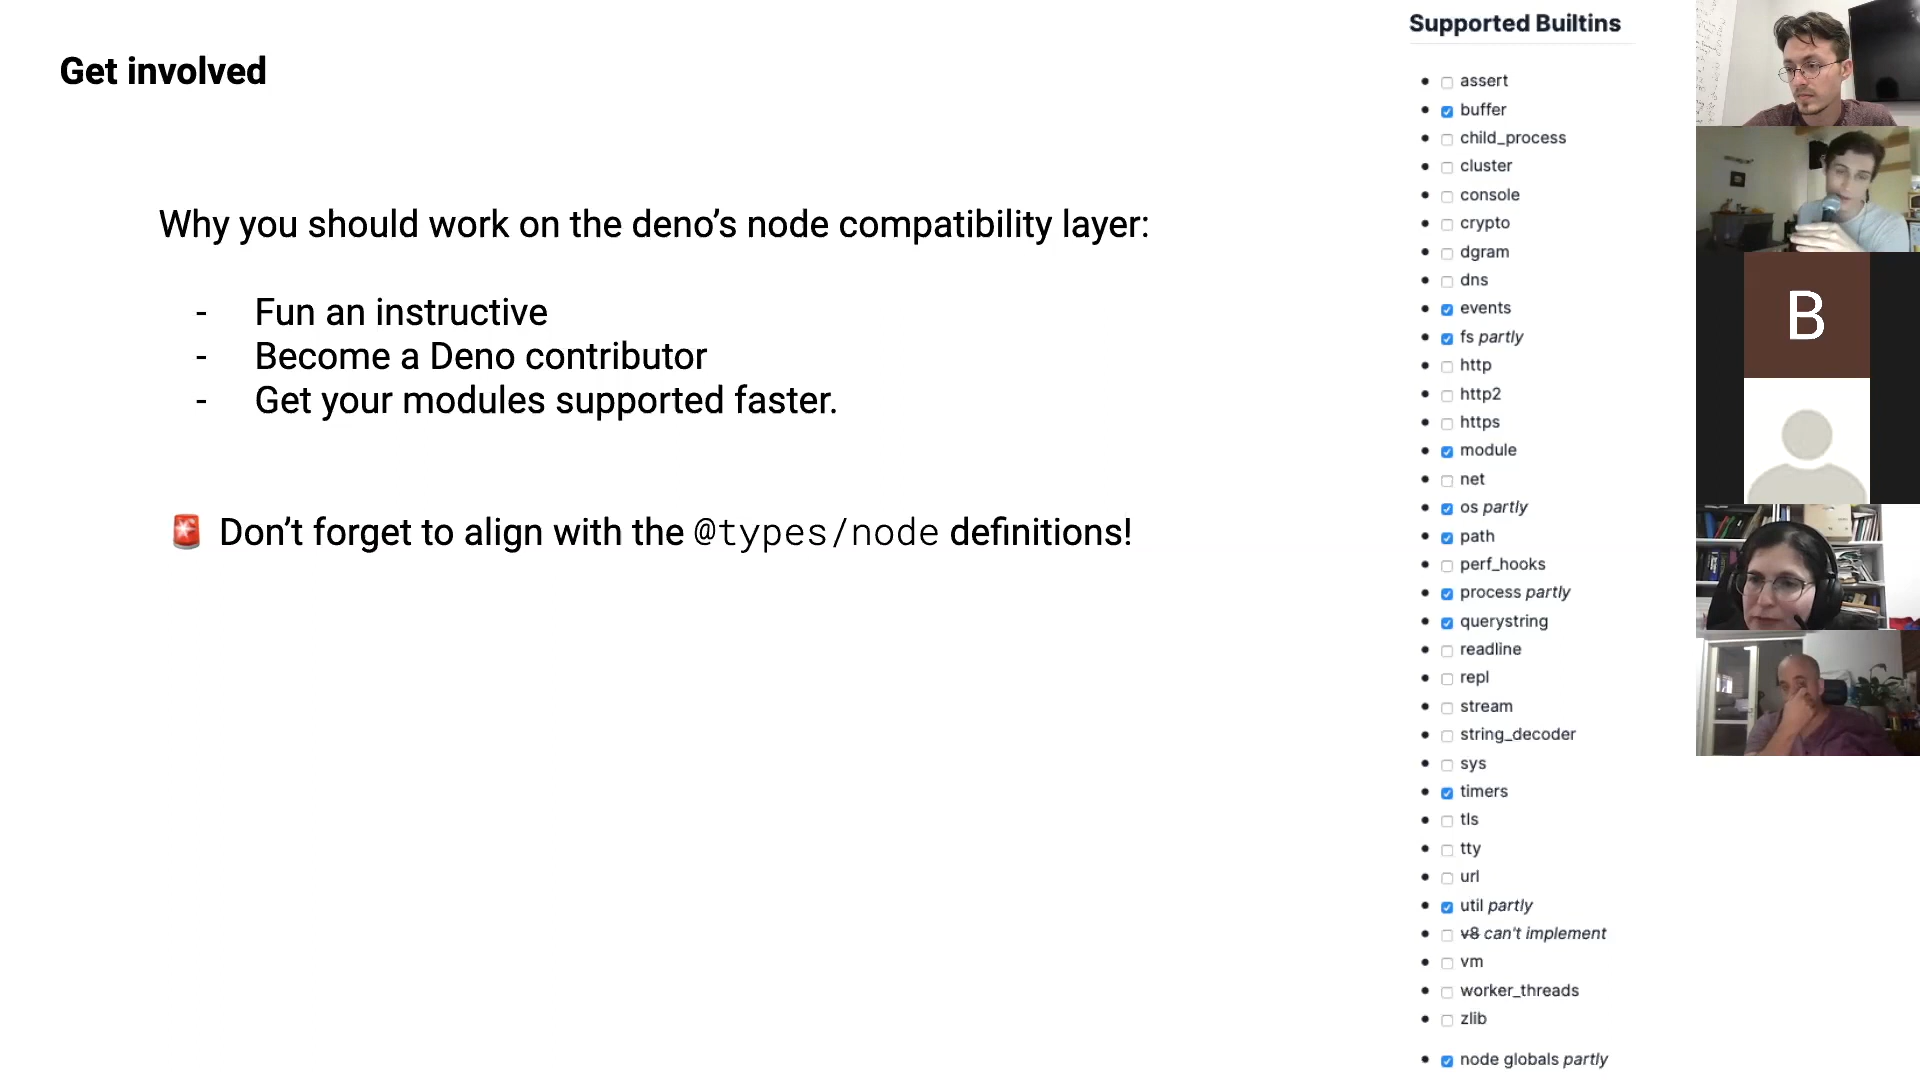 Get involved
Why you should work on the deno’s node compatibility layer:
- Fun an instructive
- Become a Deno contributor
- Get your modules supported faster.
🚨 Don’t forget to align with the @types/node definitions!
Supported Builtins
assert
buffer
child_process
cluster
console
crypto
dgram
dns
events
fs partly
http
http2
https
module
net
os partly
path
perf_hooks
process partly
querystring
readline
repl
stream
string_decoder
sys
timers
tls
tty
url
util partly
v8 can't implement
vm
worker_threads
zlib
node globals partly
B